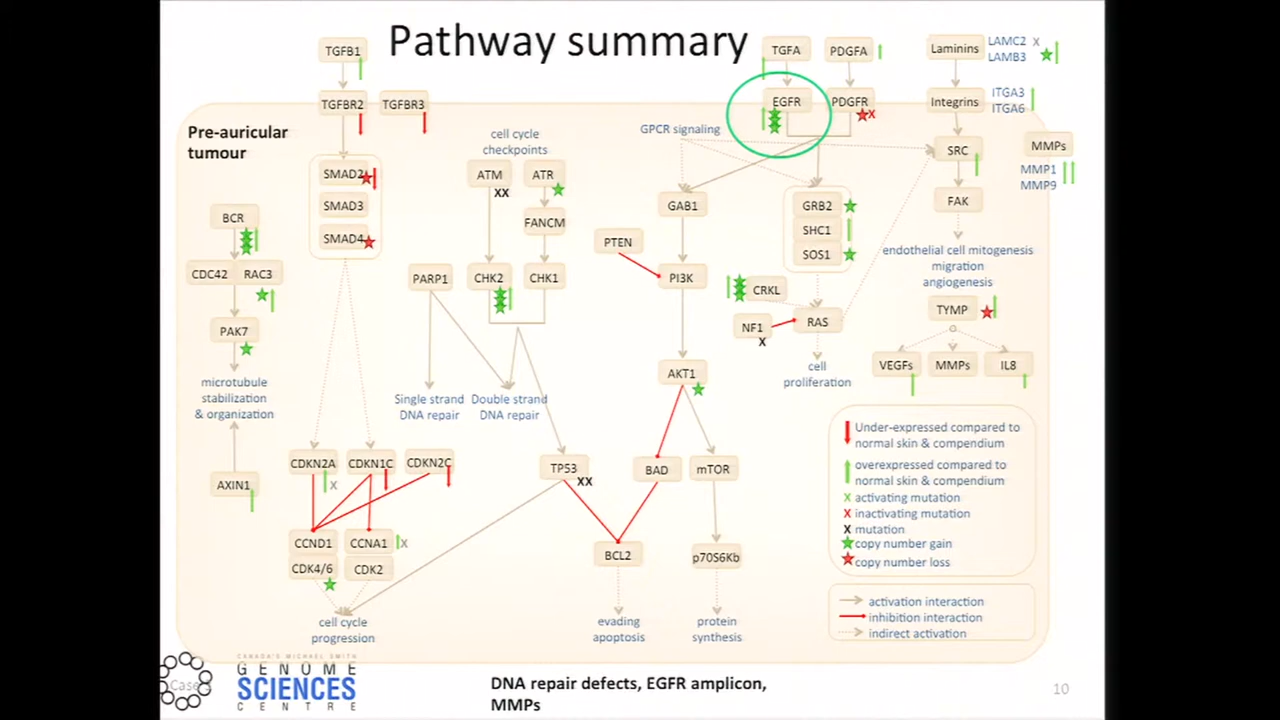 Pathway summary
TGFB1
TGFA
PDGFA
Laminins
LAMC2 x
LAMB3
TGFBR2
TGFBR3
EGFR
PDGFR
x
Integrins
ITGA3
ITGA6
Pre-auricular
tumour
cell cycle
checkpoints
GPCR signaling
SRC
MMPs
MMP1
MMP9
SMAD2
SMAD3
SMAD4
ATM
XX
ATR
FANCM
GAB1
GRB2
SHC1
SOS1
FAK
endothelial cell mitogenesis
migration
angiogenesis
BCR
CDC42
RAC3
PAK7
microtubule
stabilization
& organization
AXIN1
PARP1
CHK2
CHK1
PTEN
PI3K
CRKL
NF1
X
RAS
cell
proliferation
TYMP
VEGFs
MMPs
IL8
AKT1
Single strand
DNA repair
Double strand
DNA repair
CDKN2A
x
CDKN1C
CDKN2C
TP53
XX
BAD
mTOR
CCND1
CCNA1
x
CDK4/6
CDK2
BCL2
p70S6Kb
cell cycle
progression
evading
apoptosis
protein
synthesis
Under-expressed compared to
normal skin & compendium
overexpressed compared to
normal skin & compendium
x activating mutation
x inactivating mutation
x mutation
copy number gain
copy number loss
activation interaction
inhibition interaction
indirect activation
Case
CANADA'S MICHAEL SMITH
GENOME
SCIENCES
CENTRE
DNA repair defects, EGFR amplicon,
MMPs
10